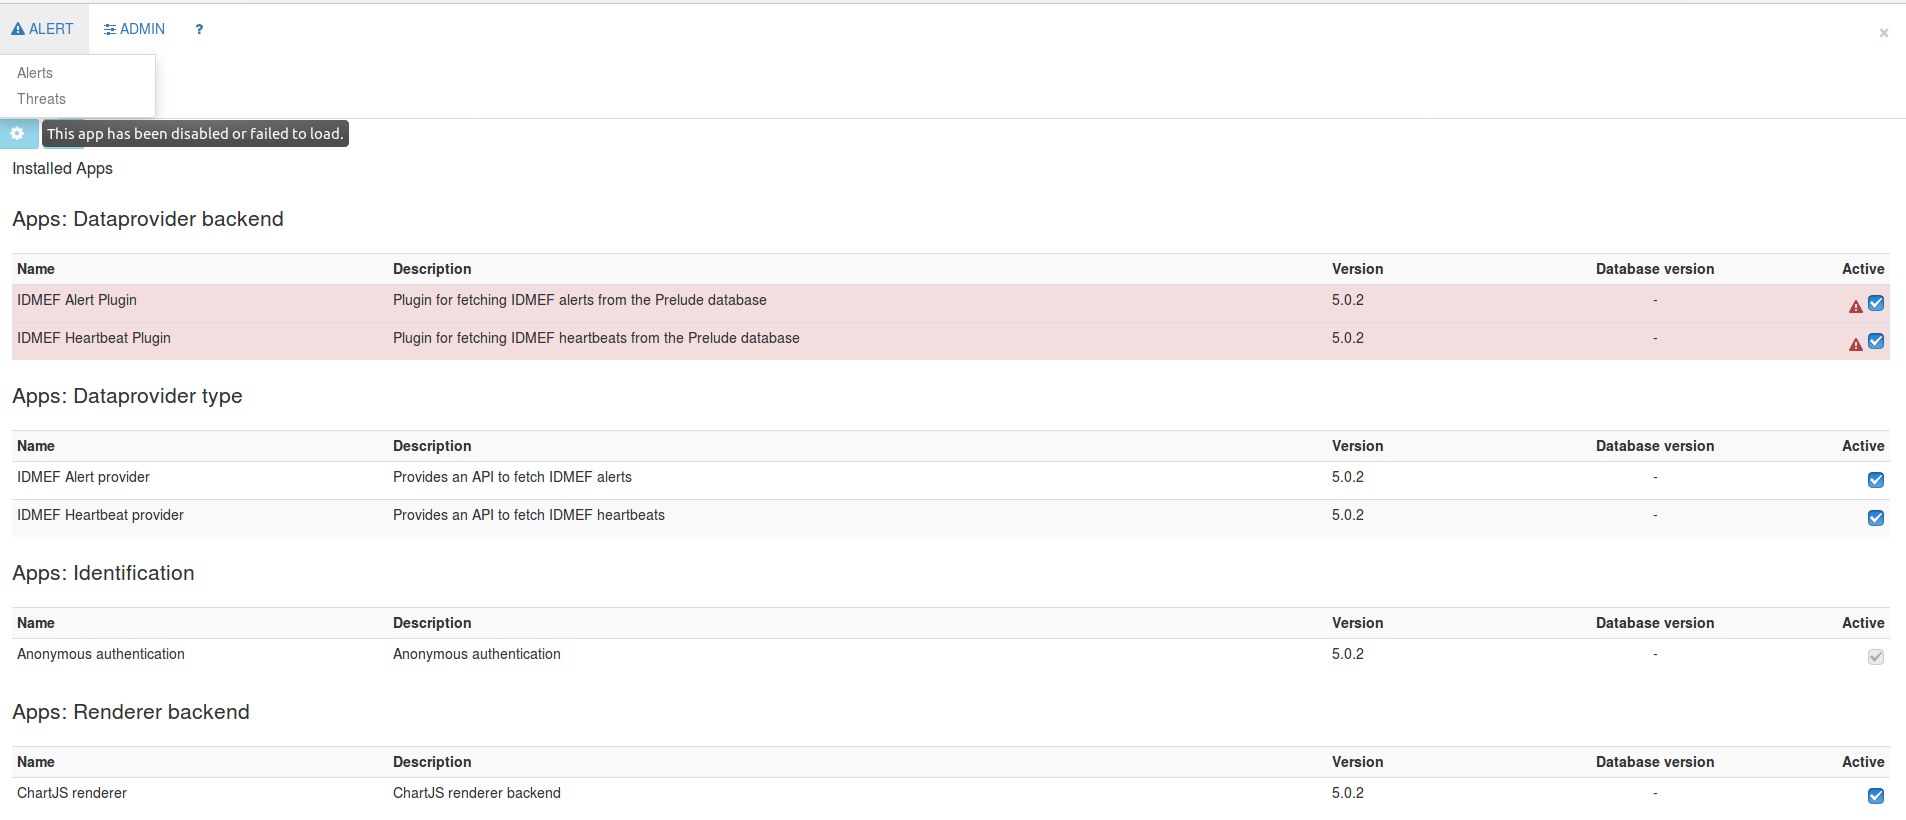 ALERT ADMIN ? ×
Alerts
Threats
This app has been disabled or failed to load.
Installed Apps
Apps: Dataprovider backend
Name Description Version Database version Active
IDMEF Alert Plugin Plugin for fetching IDMEF alerts from the Prelude database 5.0.2 -
IDMEF Heartbeat Plugin Plugin for fetching IDMEF heartbeats from the Prelude database 5.0.2 -
Apps: Dataprovider type
Name Description Version Database version Active
IDMEF Alert provider Provides an API to fetch IDMEF alerts 5.0.2 -
IDMEF Heartbeat provider Provides an API to fetch IDMEF heartbeats 5.0.2 -
Apps: Identification
Name Description Version Database version Active
Anonymous authentication Anonymous authentication 5.0.2 -
Apps: Renderer backend
Name Description Version Database version Active
ChartJS renderer ChartJS renderer backend 5.0.2 -